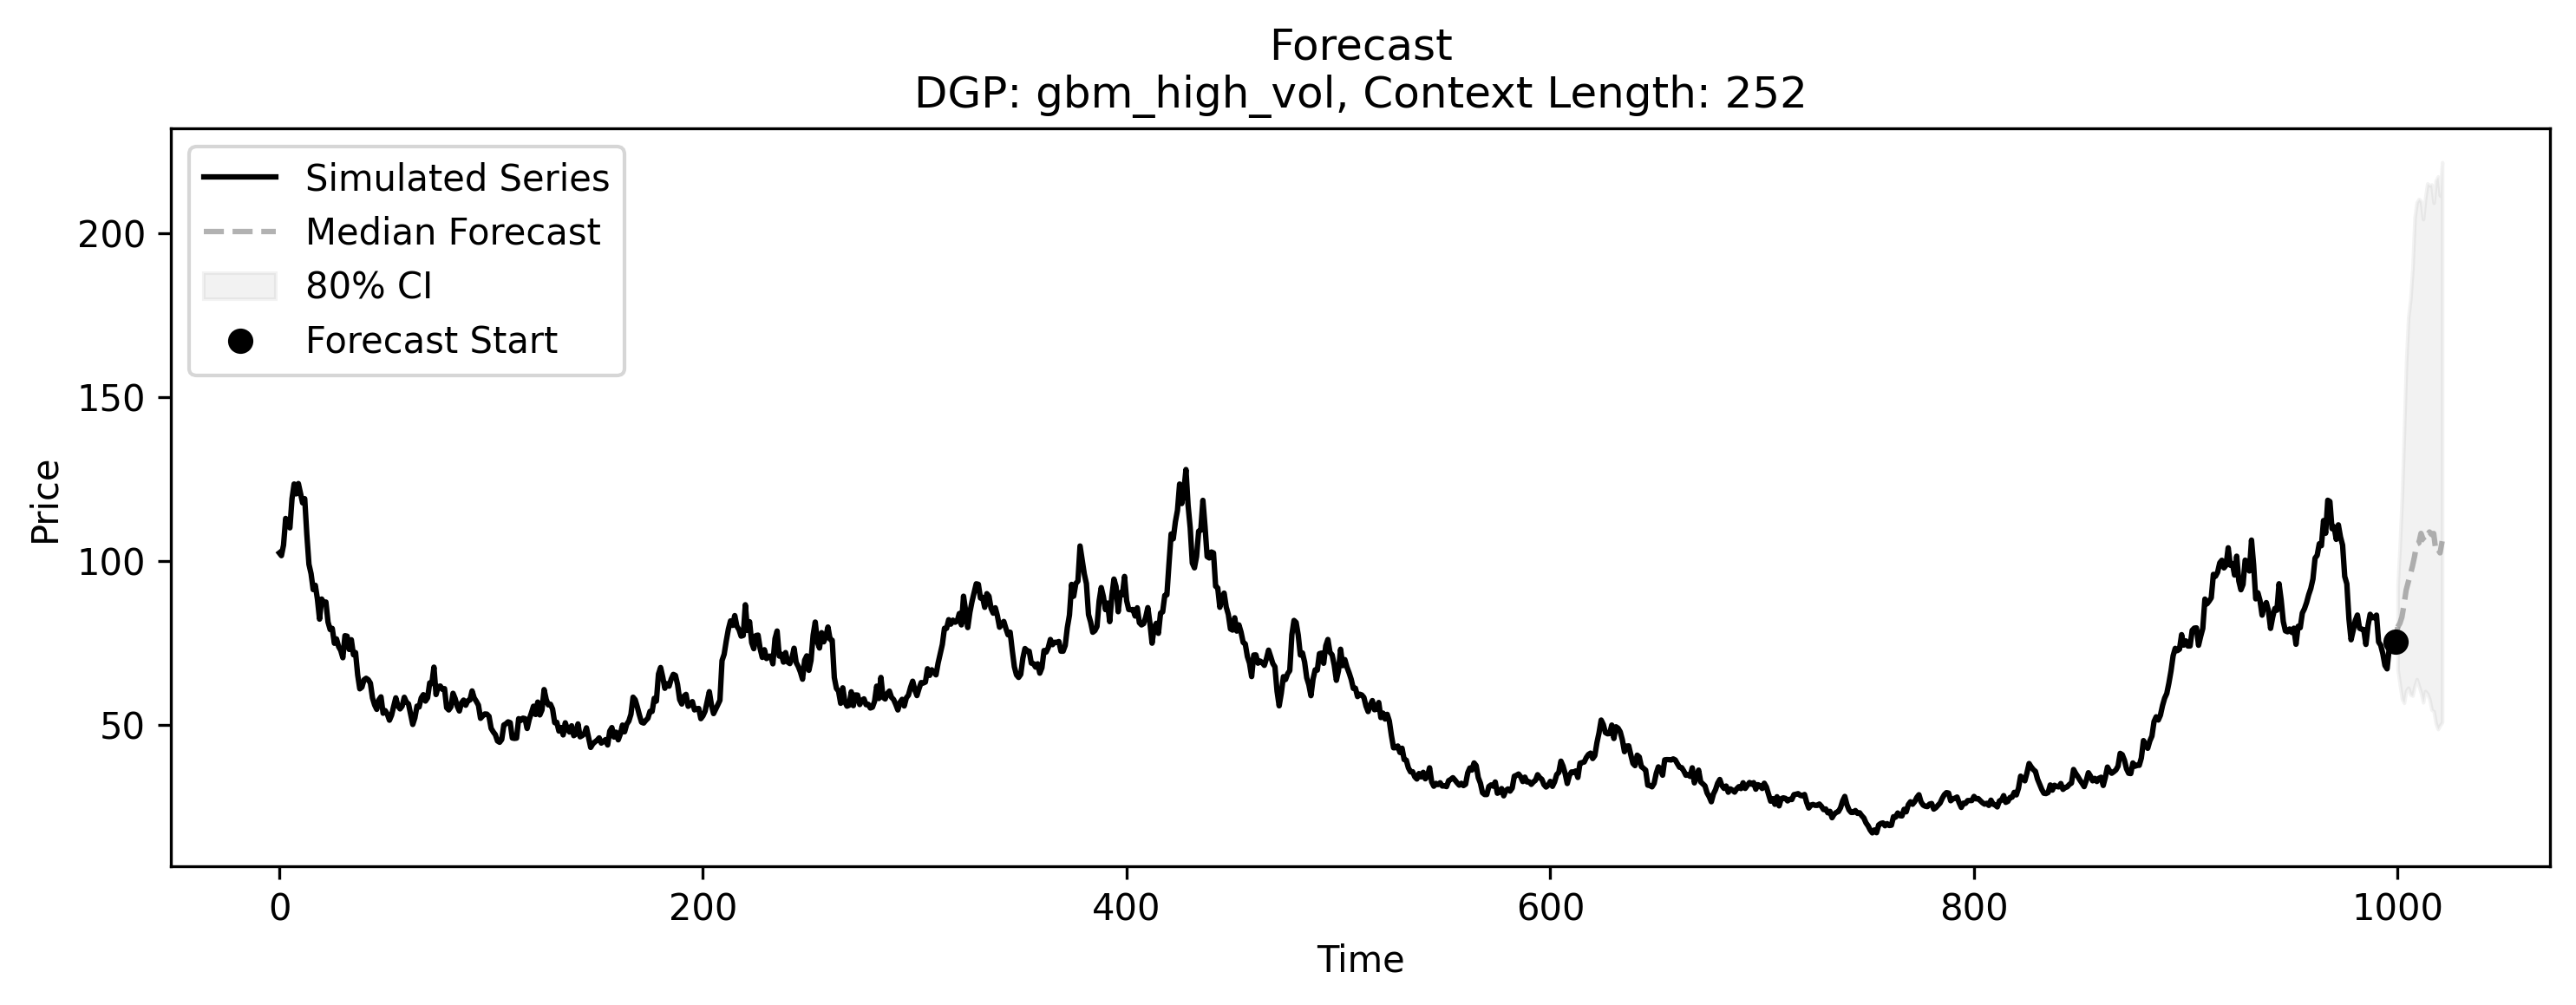 Forecast
DGP: gbm_high_vol, Context Length: 252
Simulated Series
Median Forecast
80% CI
Forecast Start
Price
200
150
100
50
0
200
400
600
800
1000
Time